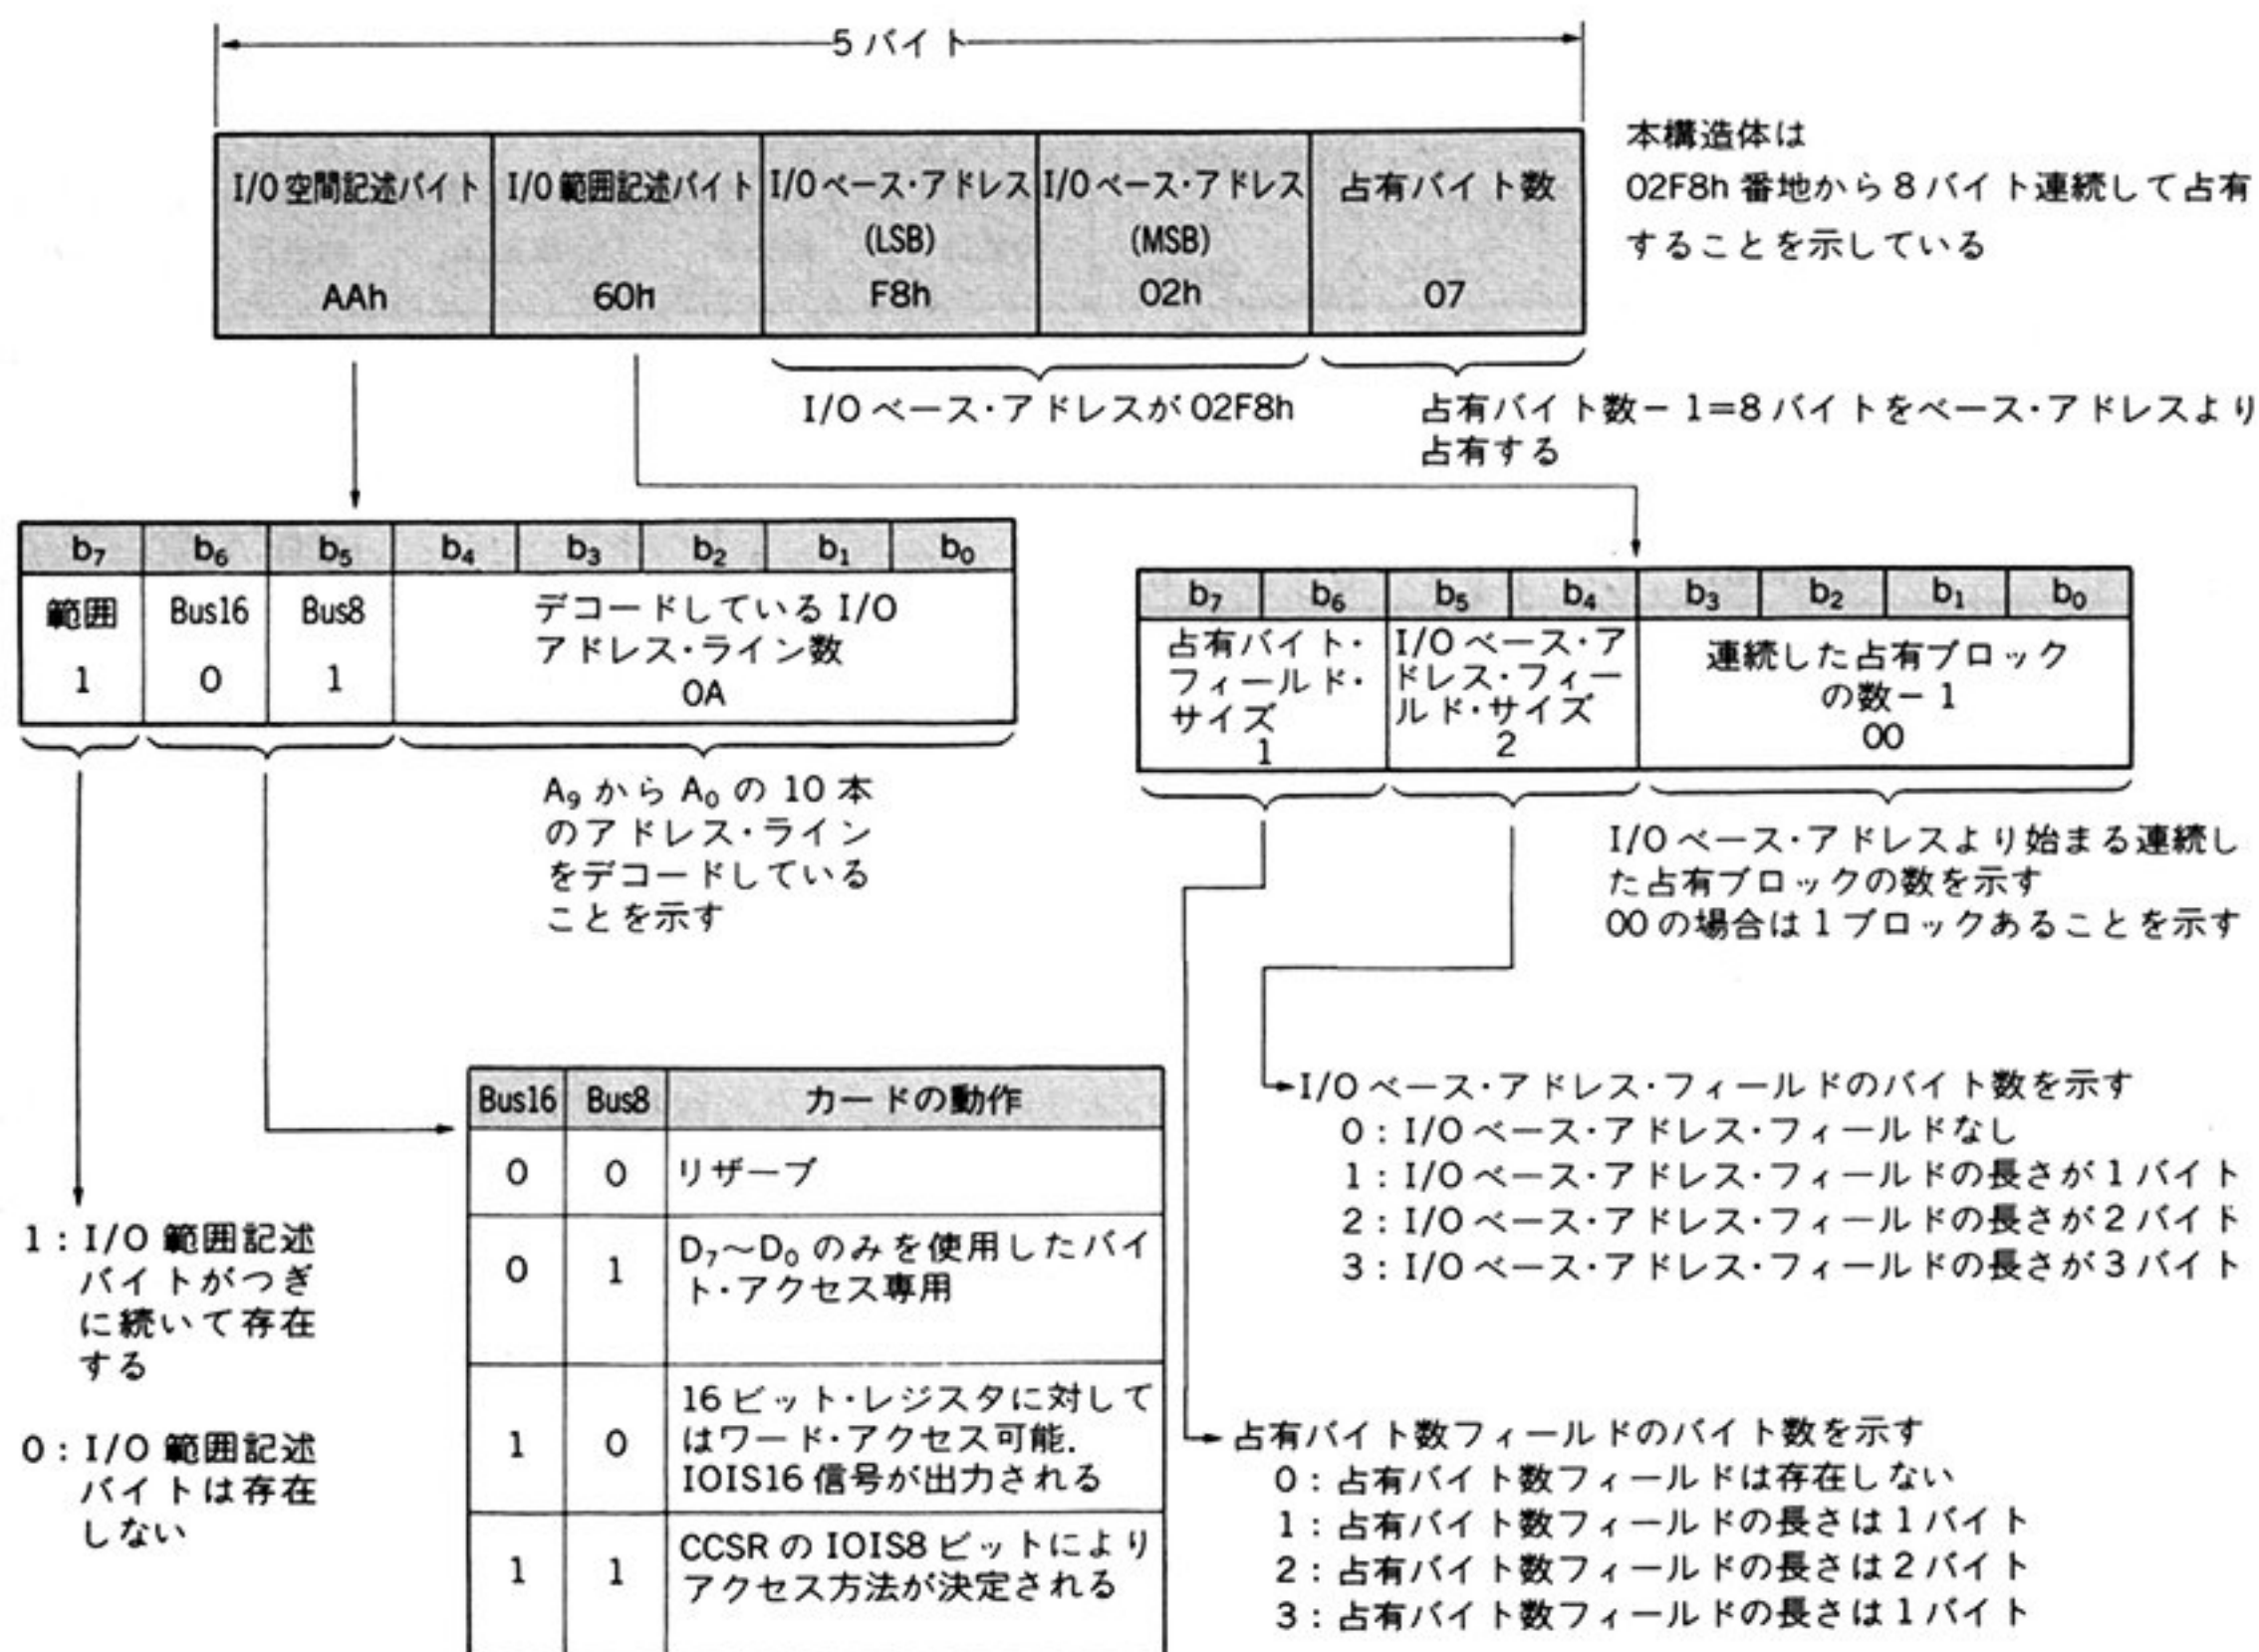 5バイト
I/O空間記述バイト
AAh
I/O範囲記述バイト
60h
I/Oベース・アドレス
(LSB)
F8h
I/Oベース・アドレス
(MSB)
02h
占有バイト数
07
本構造体は
02F8h番地から8バイト連続して占有
することを示している
I/Oベース・アドレスが02F8h
占有バイト数−1=8バイトをベース・アドレスより
占有する
b₇ b₆ b₅ b₄ b₃ b₂ b₁ b₀
範囲
1
Bus16
0
Bus8
1
デコードしているI/O
アドレス・ライン数
0A
b₇ b₆ b₅ b₄ b₃ b₂ b₁ b₀
占有バイト・
フィールド・
サイズ
1
I/Oベース・ア
ドレス・フィー
ルド・サイズ
2
連続した占有ブロック
の数−1
00
A₉からA₀の10本
のアドレス・ライン
をデコードしている
ことを示す
I/Oベース・アドレスより始まる連続し
た占有ブロックの数を示す
00の場合は1ブロックあることを示す
1:I/O範囲記述
バイトがつぎ
に続いて存在
する
0:I/O範囲記述
バイトは存在
しない
Bus16 Bus8 カードの動作
0 0 リザーブ
0 1 D₇〜D₀のみを使用したバイ
ト・アクセス専用
1 0 16ビット・レジスタに対して
はワード・アクセス可能.
IOIS16信号が出力される
1 1 CCSRのIOIS8ビットにより
アクセス方法が決定される
I/Oベース・アドレス・フィールドのバイト数を示す
0:I/Oベース・アドレス・フィールドなし
1:I/Oベース・アドレス・フィールドの長さが1バイト
2:I/Oベース・アドレス・フィールドの長さが2バイト
3:I/Oベース・アドレス・フィールドの長さが3バイト
占有バイト数フィールドのバイト数を示す
0:占有バイト数フィールドは存在しない
1:占有バイト数フィールドの長さは1バイト
2:占有バイト数フィールドの長さは2バイト
3:占有バイト数フィールドの長さは1バイト